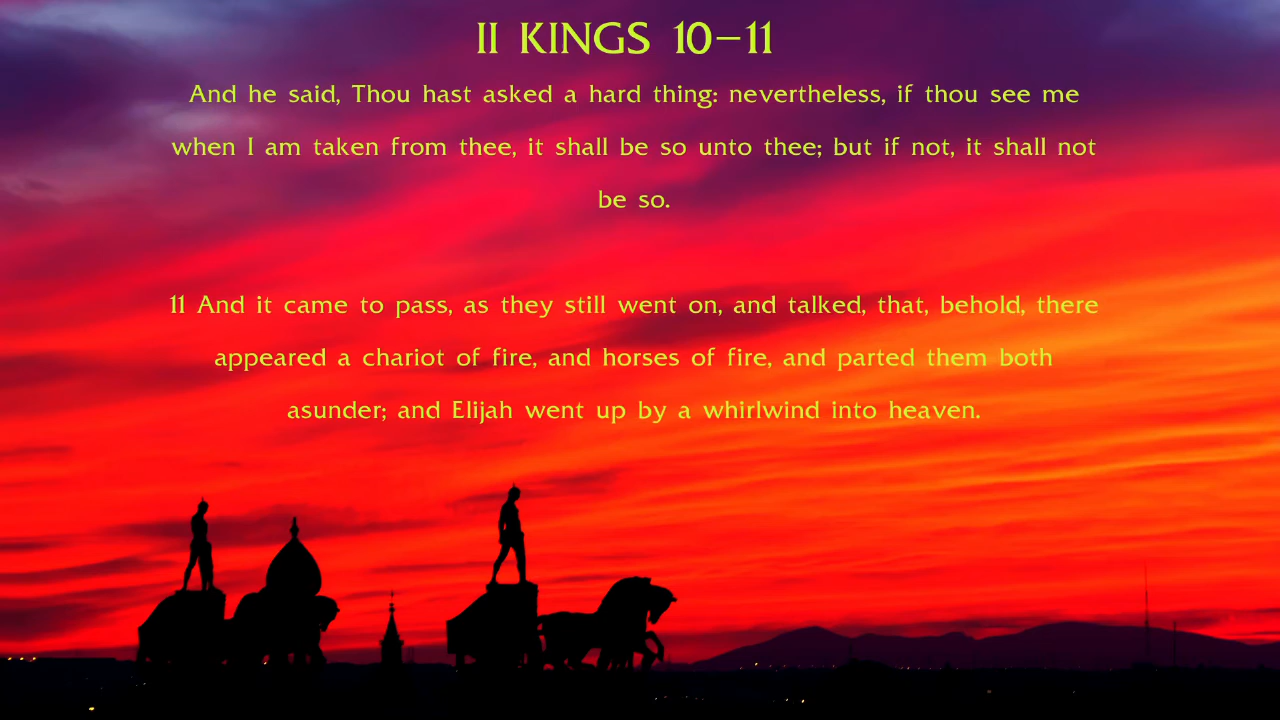 II KINGS 10–11
And he said, Thou hast asked a hard thing: nevertheless, if thou see me
when I am taken from thee, it shall be so unto thee; but if not, it shall not
be so.
11 And it came to pass, as they still went on, and talked, that, behold, there
appeared a chariot of fire, and horses of fire, and parted them both
asunder; and Elijah went up by a whirlwind into heaven.